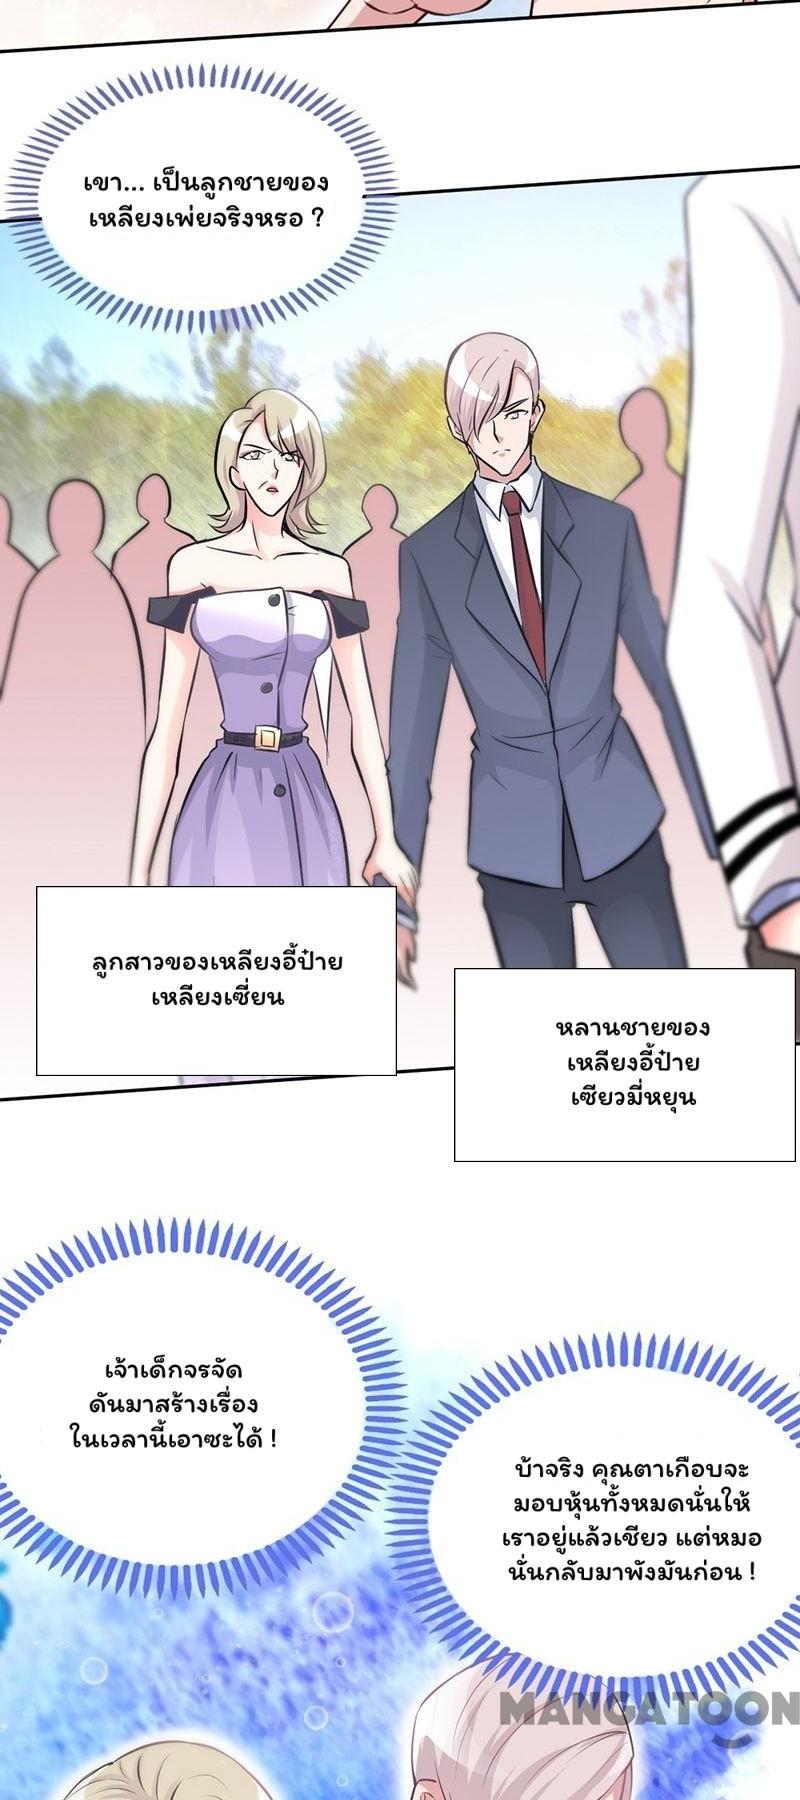 เขา... เป็นลูกชายของ
เหลียงเพ่ยจริงหรอ ?
ลูกสาวของเหลียงอี้ป๋าย
เหลียงเซี่ยน
หลานชายของ
เหลียงอี้ป๋าย
เซียวมี่หยุน
เจ้าเด็กจรจัด
ดันมาสร้างเรื่อง
ในเวลานี้เอาซะได้ !
บ้าจริง คุณตาเกือบจะ
มอบหุ้นทั้งหมดนั่นให้
เราอยู่แล้วเชียว แต่หมอ
นั่นกลับมาพังมันก่อน !
MANGATOON